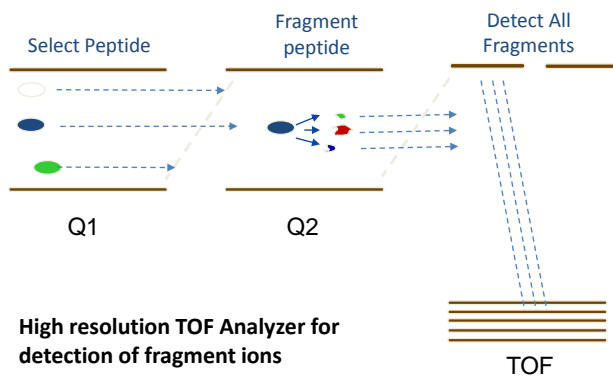 Select Peptide
Fragment
peptide
Detect All
Fragments
Q1
Q2
High resolution TOF Analyzer for
detection of fragment ions
TOF